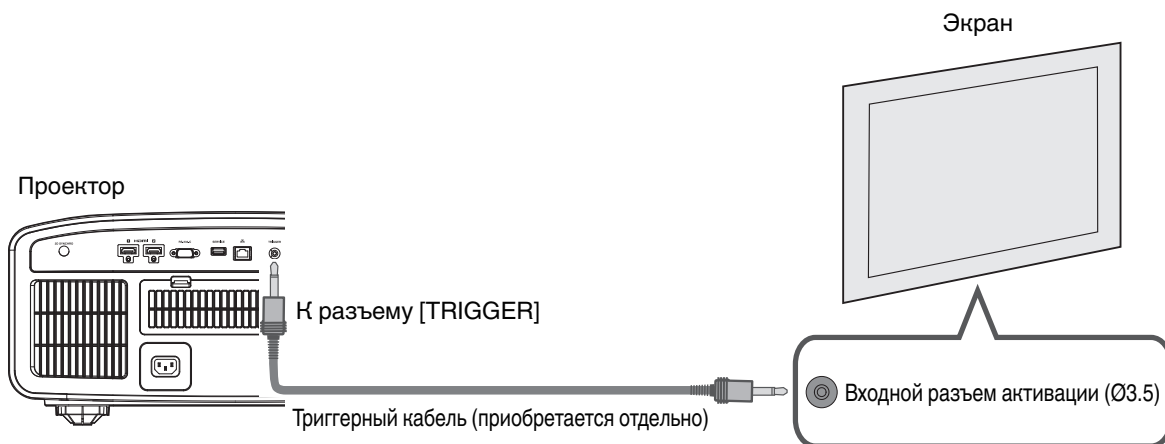 Экран
Проектор
К разъему [TRIGGER]
Входной разъем активации (Ø3.5)
Триггерный кабель (приобретается отдельно)